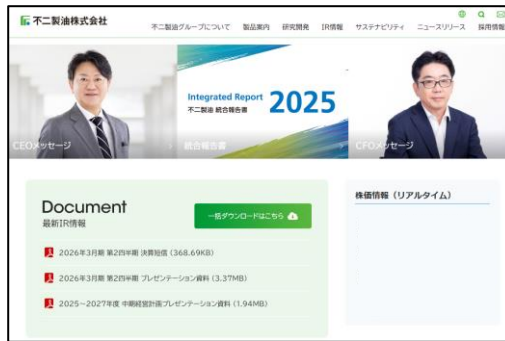 不二製油株式会社
不二製油グループについて 製品案内 研究開発 IR情報 サステナビリティ ニュースリリース 採用情報
Integrated Report
不二製油 統合報告書
2025
CEOメッセージ
統合報告書
CFOメッセージ
Document
最新IR情報
一括ダウンロードはこちら
株価情報（リアルタイム）
2026年3月期 第2四半期 決算短信 (368.69KB)
2026年3月期 第2四半期 プレゼンテーション資料 (3.37MB)
2025～2027年度 中期経営計画プレゼンテーション資料 (1.94MB)